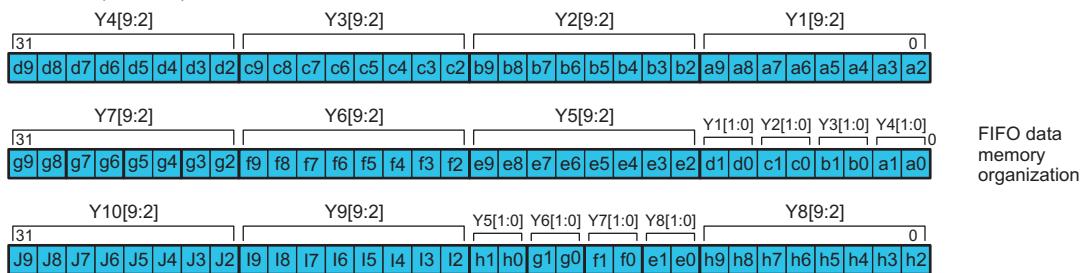 Y4[9:2] Y3[9:2] Y2[9:2] Y1[9:2]
31 0
d9 d8 d7 d6 d5 d4 d3 d2 c9 c8 c7 c6 c5 c4 c3 c2 b9 b8 b7 b6 b5 b4 b3 b2 a9 a8 a7 a6 a5 a4 a3 a2
Y7[9:2] Y6[9:2] Y5[9:2] Y1[1:0] Y2[1:0] Y3[1:0] Y4[1:0]
31 0
g9 g8 g7 g6 g5 g4 g3 g2 f9 f8 f7 f6 f5 f4 f3 f2 e9 e8 e7 e6 e5 e4 e3 e2 d1 d0 c1 c0 b1 b0 a1 a0
FIFO data
memory
organization
Y10[9:2] Y9[9:2] Y5[1:0] Y6[1:0] Y7[1:0] Y8[1:0] Y8[9:2]
31 0
J9 J8 J7 J6 J5 J4 J3 J2 I9 I8 I7 I6 I5 I4 I3 I2 h1 h0 g1 g0 f1 f0 e1 e0 h9 h8 h7 h6 h5 h4 h3 h2